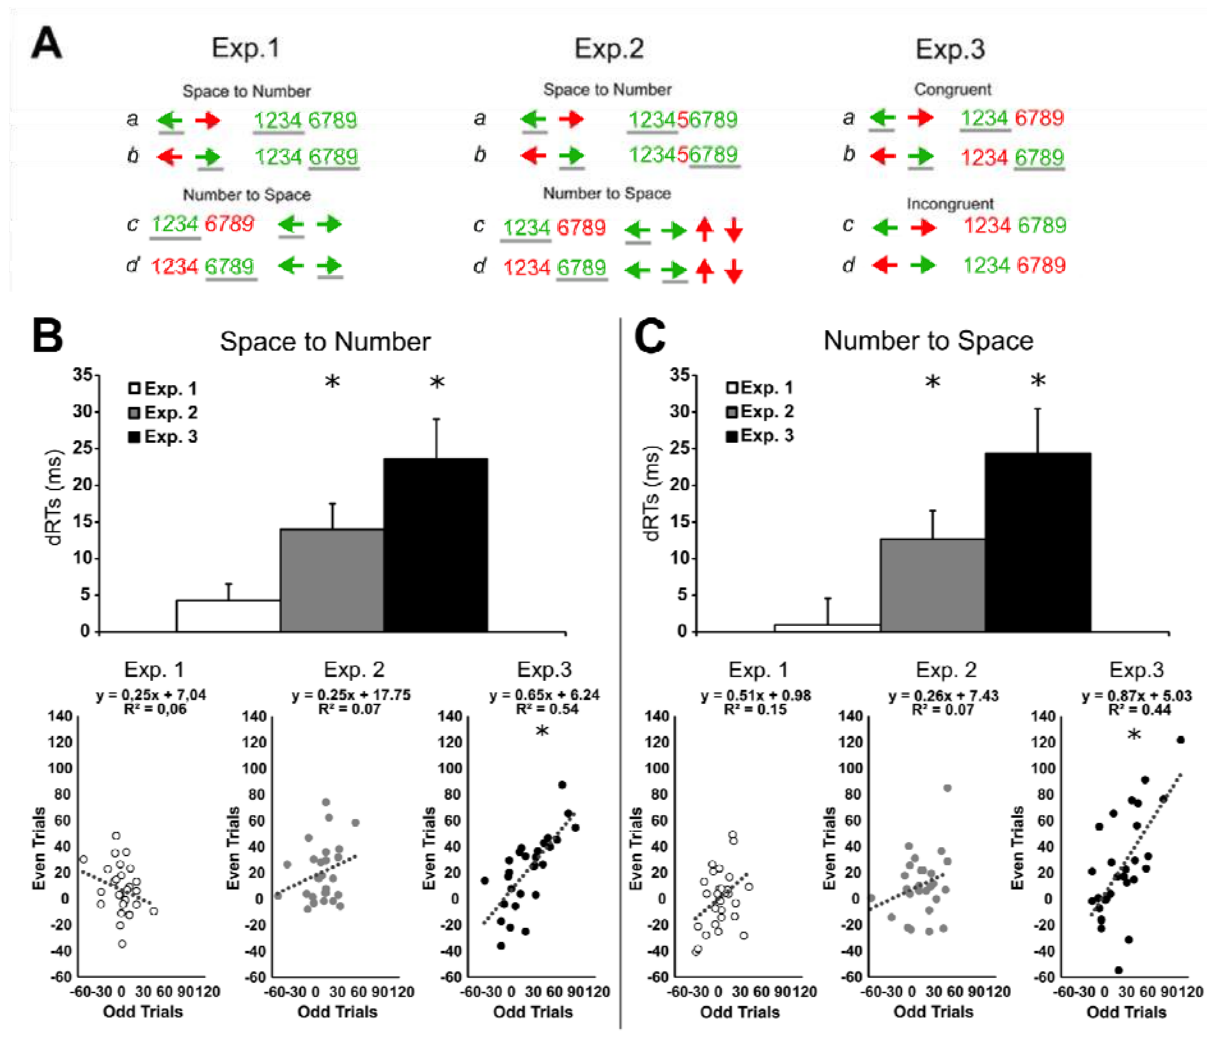 A
Exp.1
Exp.2
Exp.3
Space to Number
Space to Number
Congruent
a 1234 6789
a 123456789
a 1234 6789
b 1234 6789
b 123456789
b 1234 6789
Number to Space
Number to Space
Incongruent
c 1234 6789
c 1234 6789
c 1234 6789
d 1234 6789
d 1234 6789
d 1234 6789
B
Space to Number
dRTs (ms)
35
30
25
20
15
10
5
0
Exp. 1
Exp. 2
Exp. 3
*
*
Exp. 1
y = 0,25x + 7,04
R² = 0,06
Even Trials
140
120
100
80
60
40
20
0
-20
-40
-60
-60 -30 0 30 60 90 120
Odd Trials
Exp. 2
y = 0.25x + 17.75
R² = 0.07
Even Trials
140
120
100
80
60
40
20
0
-20
-40
-60
-60 -30 0 30 60 90 120
Odd Trials
Exp.3
y = 0.65x + 6.24
R² = 0.54
*
Even Trials
140
120
100
80
60
40
20
0
-20
-40
-60
-60 -30 0 30 60 90 120
Odd Trials
C
Number to Space
dRTs (ms)
35
30
25
20
15
10
5
0
Exp. 1
Exp. 2
Exp. 3
*
*
Exp. 1
y = 0.51x + 0.98
R² = 0.15
Even Trials
140
120
100
80
60
40
20
0
-20
-40
-60
-60 -30 0 30 60 90 120
Odd Trials
Exp. 2
y = 0.26x + 7.43
R² = 0.07
Even Trials
140
120
100
80
60
40
20
0
-20
-40
-60
-60 -30 0 30 60 90 120
Odd Trials
Exp.3
y = 0.87x + 5.03
R² = 0.44
*
Even Trials
140
120
100
80
60
40
20
0
-20
-40
-60
-60 -30 0 30 60 90 120
Odd Trials